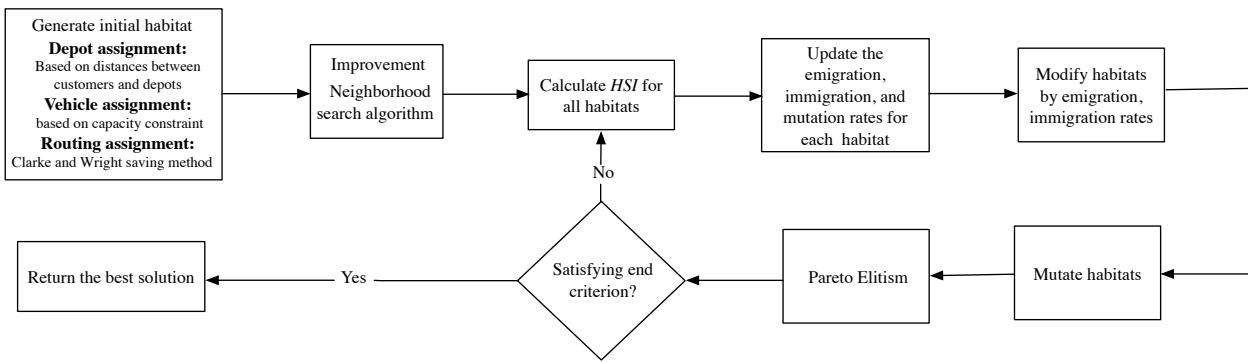 Generate initial habitat
Depot assignment:
Based on distances between
customers and depots
Vehicle assignment:
based on capacity constraint
Routing assignment:
Clarke and Wright saving method
Improvement
Neighborhood
search algorithm
Calculate HSI for
all habitats
Update the
emigration,
immigration, and
mutation rates for
each habitat
Modify habitats
by emigration,
immigration rates
Mutate habitats
Pareto Elitism
Satisfying end
criterion?
No
Yes
Return the best solution